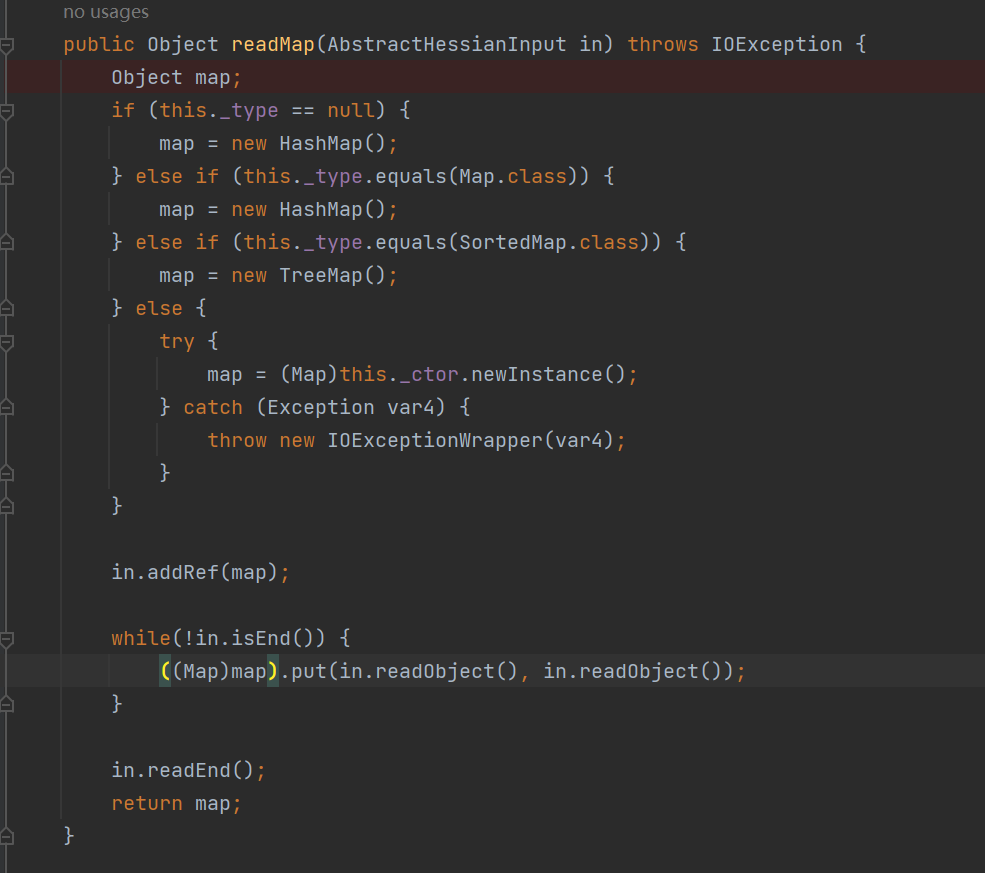 no usages
public Object readMap(AbstractHessianInput in) throws IOException {
Object map;
if (this._type == null) {
map = new HashMap();
} else if (this._type.equals(Map.class)) {
map = new HashMap();
} else if (this._type.equals(SortedMap.class)) {
map = new TreeMap();
} else {
try {
map = (Map)this._ctor.newInstance();
} catch (Exception var4) {
throw new IOExceptionWrapper(var4);
}
}
in.addRef(map);
while(!in.isEnd()) {
((Map)map).put(in.readObject(), in.readObject());
}
in.readEnd();
return map;
}